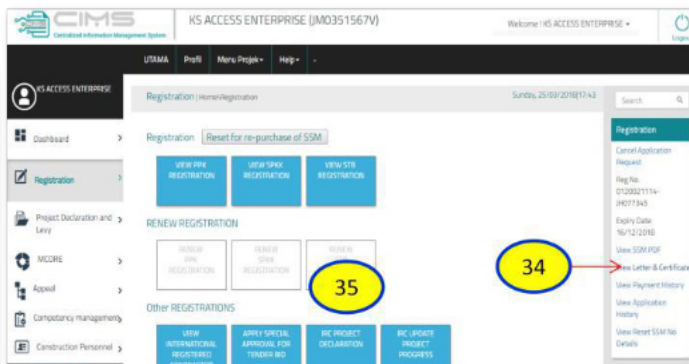 CIMS
Centralized Information Management System
KS ACCESS ENTERPRISE (JM0351567V)
Welcome ! KS ACCESS ENTERPRISE
Logout
UTAMA Profil Menu Projek Help -
KS ACCESS ENTERPRISE
Registration | Home/Registration
Sunday, 25/03/2018|17:43
Search
Dashboard
Registration
Project Declaration and
Levy
MCORE
Appeal
Competency management
Construction Personnel
Registration Reset for re-purchase of SSM
VIEW PPK
REGISTRATION
VIEW SPKK
REGISTRATION
VIEW STB
REGISTRATION
RENEW REGISTRATION
RENEW
PPK
REGISTRATION
RENEW
SPKK
REGISTRATION
RENEW
35
34
Other REGISTRATIONS
VIEW
INTERNATIONAL
REGISTERED
APPLY SPECIAL
APPROVAL FOR
TENDER BID
IRC PROJECT
DECLARATION
IRC UPDATE
PROJECT
PROGRESS
Registration
Cancel Application
Request
Reg No.
0120021114-
JH077345
Expiry Date
16/12/2018
View SSM PDF
View Letter & Certificate
View Payment History
View Application
History
View Reset SSM No
Details